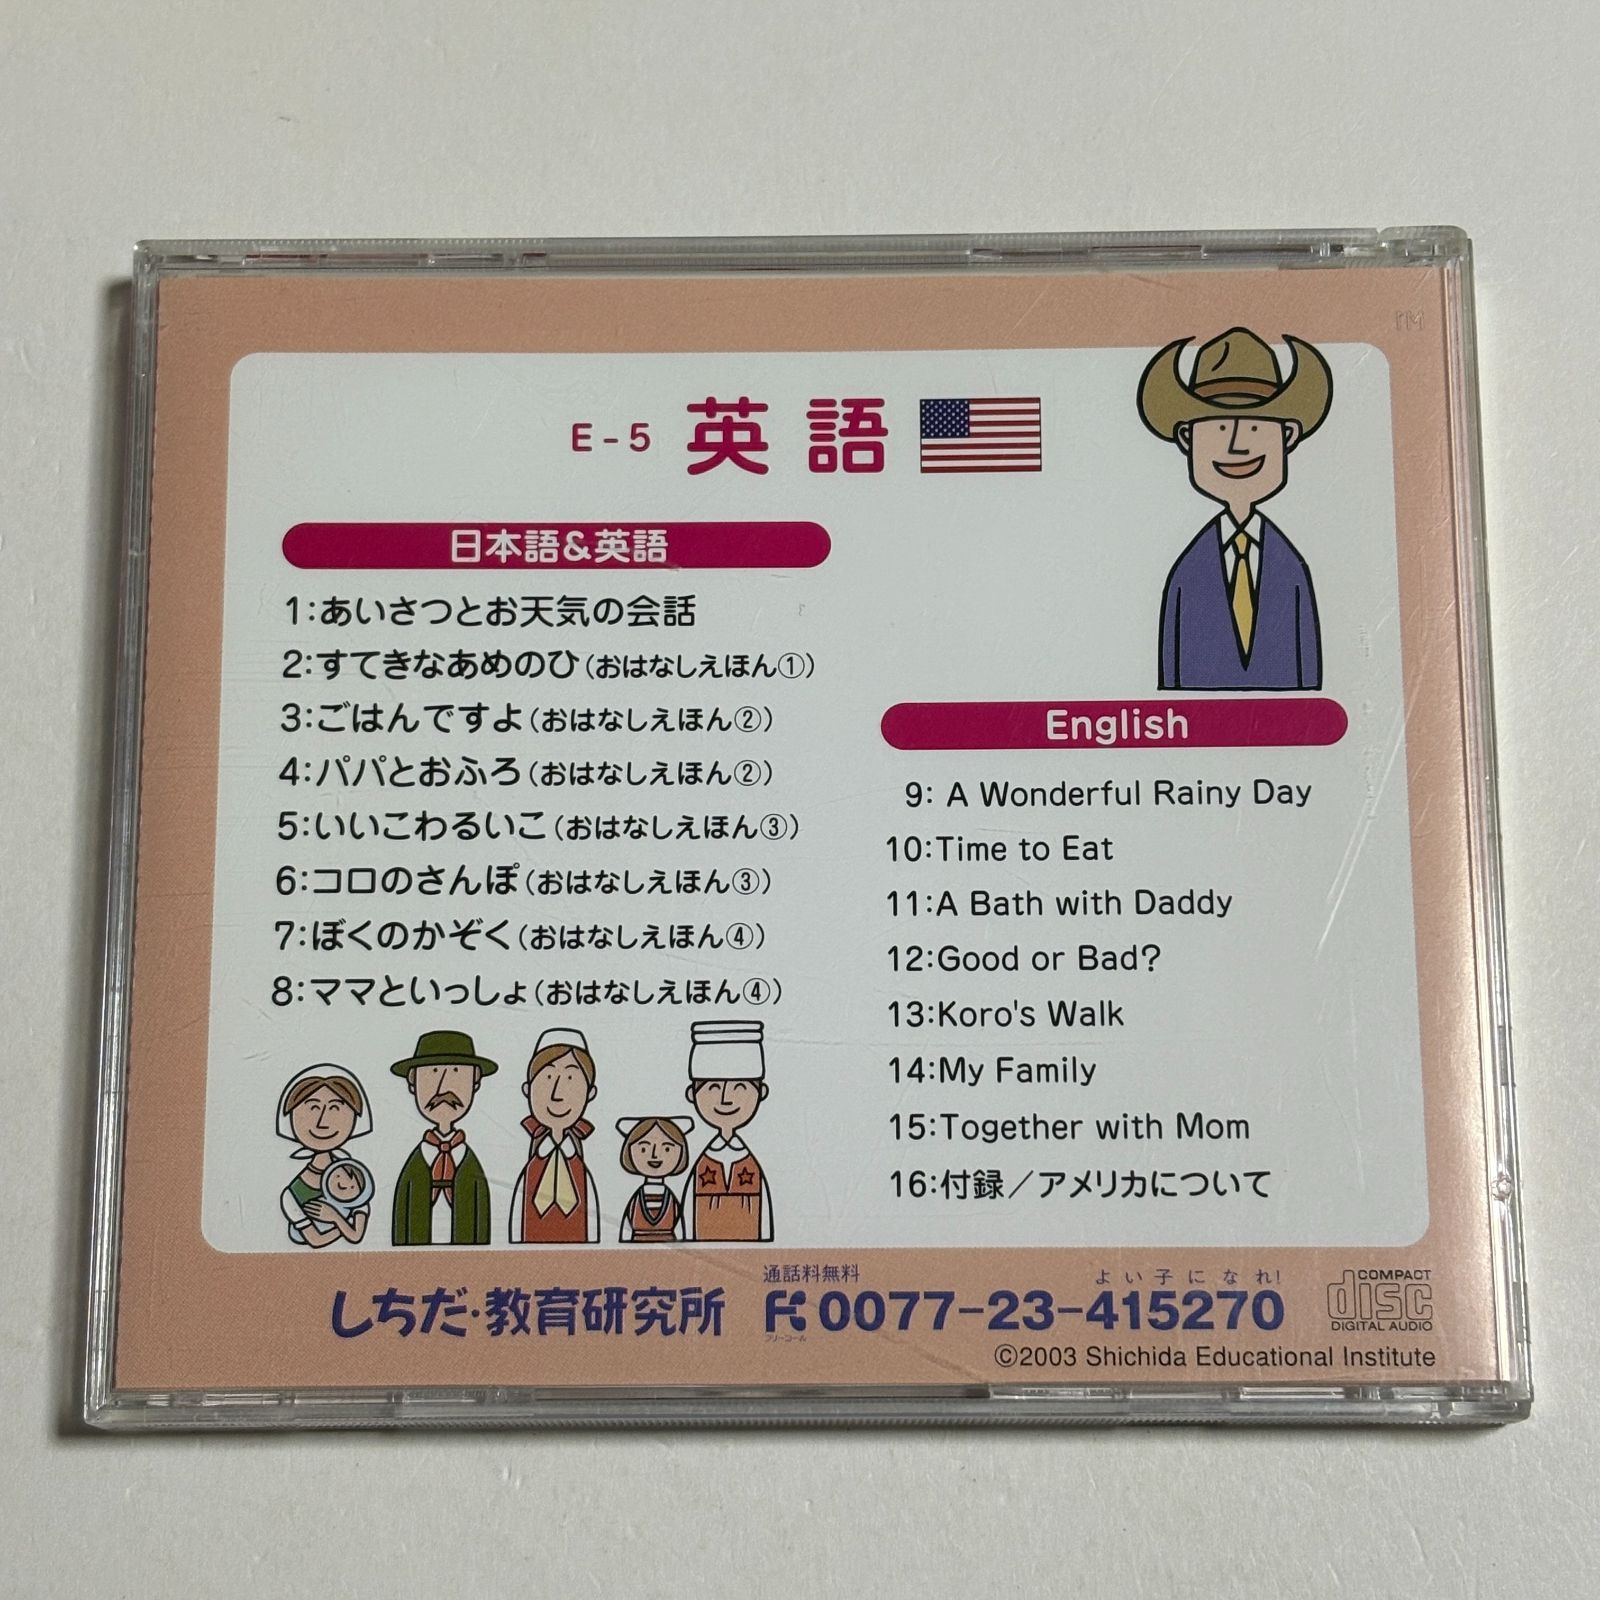 E-5 英語
日本語&英語
1:あいさつとお天気の会話
2:すてきなあめのひ(おはなしえほん①)
3:ごはんですよ(おはなしえほん②)
4:パパとおふろ(おはなしえほん②)
5:いいこわるいこ(おはなしえほん③)
6:コロのさんぽ(おはなしえほん③)
7:ぼくのかぞく(おはなしえほん④)
8:ママといっしょ(おはなしえほん④)
English
9: A Wonderful Rainy Day
10:Time to Eat
11:A Bath with Daddy
12:Good or Bad?
13:Koro's Walk
14:My Family
15:Together with Mom
16:付録/アメリカについて
通話料無料
よい子になれ!
しちだ・教育研究所
フリーコール
0077-23-415270
COMPACT
disc
DIGITAL AUDIO
©2003 Shichida Educational Institute